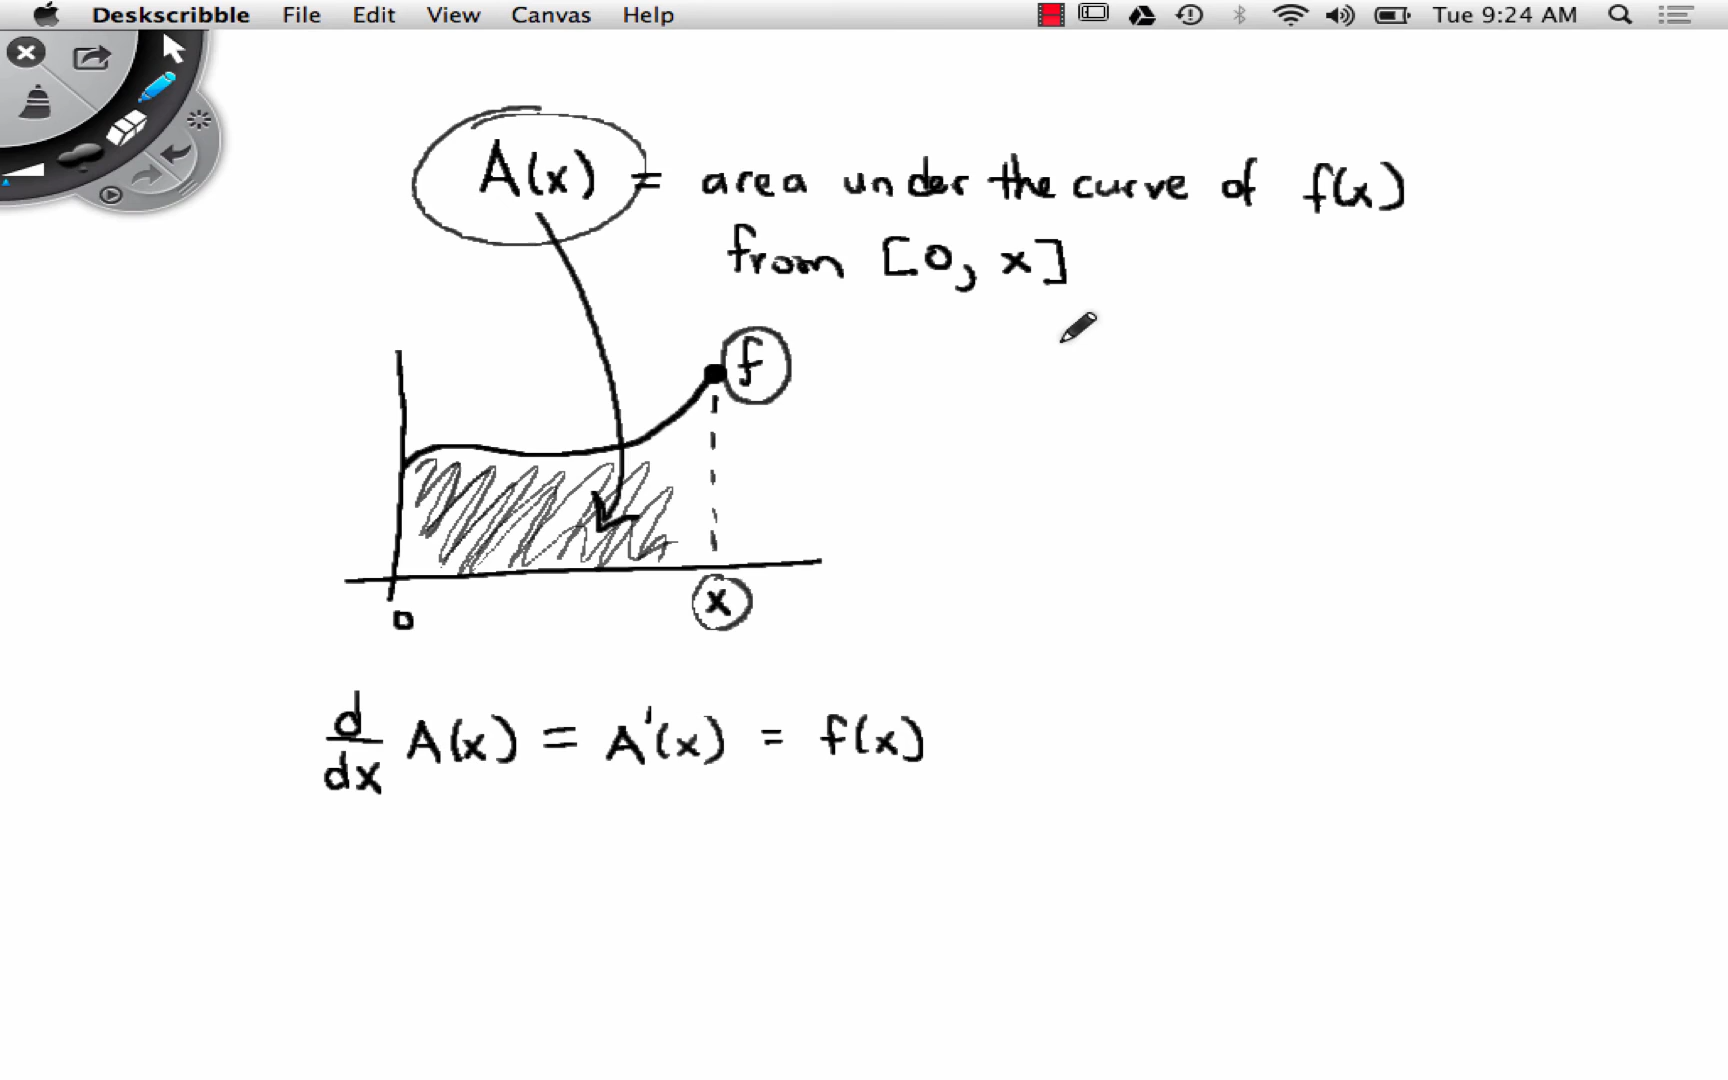 Deskscribble File Edit View Canvas Help Tue 9:24 AM
A(x) = area under the curve of f(x)
from [0, x]
f
0 x
d/dx A(x) = A'(x) = f(x)